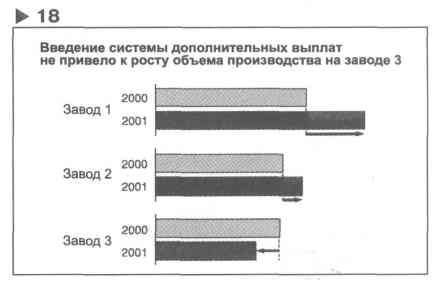 18
Введение системы дополнительных выплат
не привело к росту объема производства на заводе 3
2000
Завод 1
2001
2000
Завод 2
2001
2000
Завод 3
2001